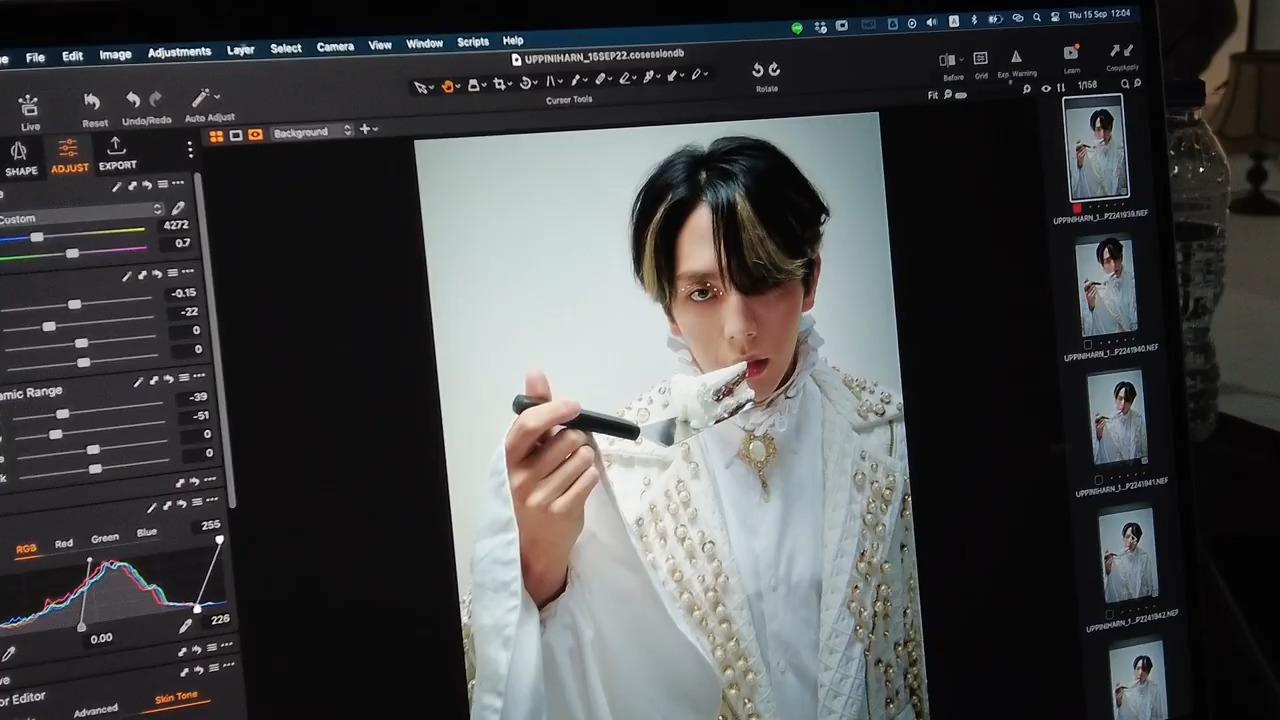 File Edit Image Adjustments Layer Select Camera View Window Scripts Help
A
Thu 15 Sep 12:04
UPPINIHARN_15SEP22.cosessiondb
Live
Reset
Undo/Redo
Auto Adjust
Cursor Tools
Rotate
Before
Grid
Exp. Warning
Learn
Copy/Apply
SHAPE
ADJUST
EXPORT
Background
Fit
1/158
Custom
4272
0.7
-0.15
-22
0
0
amic Range
-39
-51
0
0
RGB Red Green Blue 255
0.00
226
or Editor
Advanced
Skin Tone
UPPINIHARN_1...P2241939.NEF
UPPINIHARN_1...P2241940.NEF
UPPINIHARN_1...P2241941.NEF
UPPINIHARN_1...P2241942.NEF